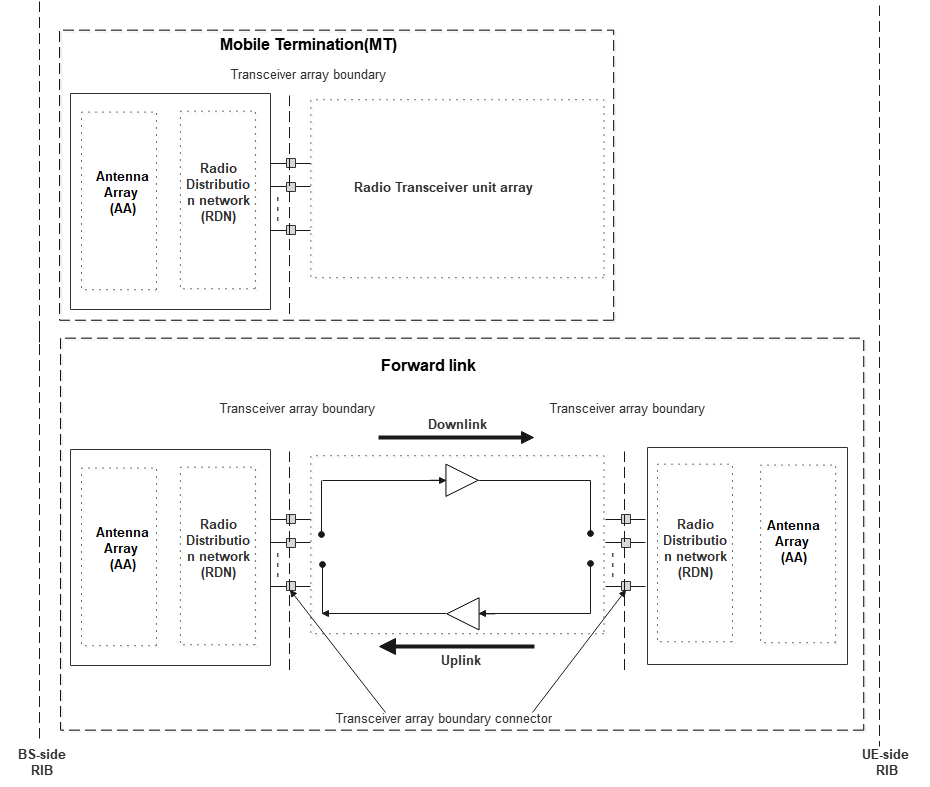 Mobile Termination(MT)
Transceiver array boundary
Antenna
Array
(AA)
Radio
Distributio
n network
(RDN)
Radio Transceiver unit array
Forward link
Transceiver array boundary
Transceiver array boundary
Downlink
Antenna
Array
(AA)
Radio
Distributio
n network
(RDN)
Radio
Distributio
n network
(RDN)
Antenna
Array
(AA)
Uplink
Transceiver array boundary connector
BS-side
RIB
UE-side
RIB